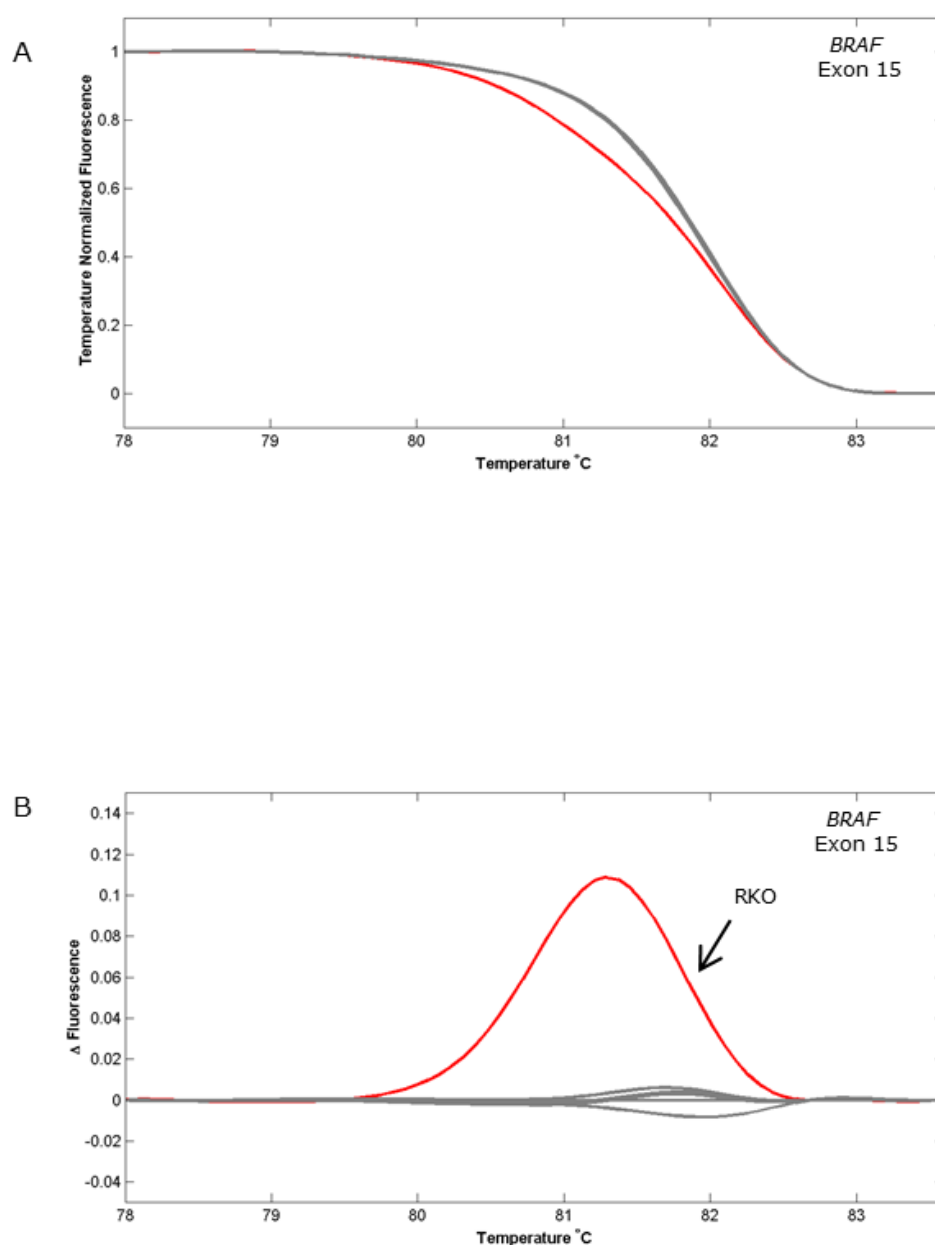 A
BRAF
Exon 15
Temperature Normalized Fluorescence
1
0.8
0.6
0.4
0.2
0
78 79 80 81 82 83
Temperature °C
B
BRAF
Exon 15
RKO
Δ Fluorescence
0.14
0.12
0.1
0.08
0.06
0.04
0.02
0
-0.02
-0.04
78 79 80 81 82 83
Temperature °C